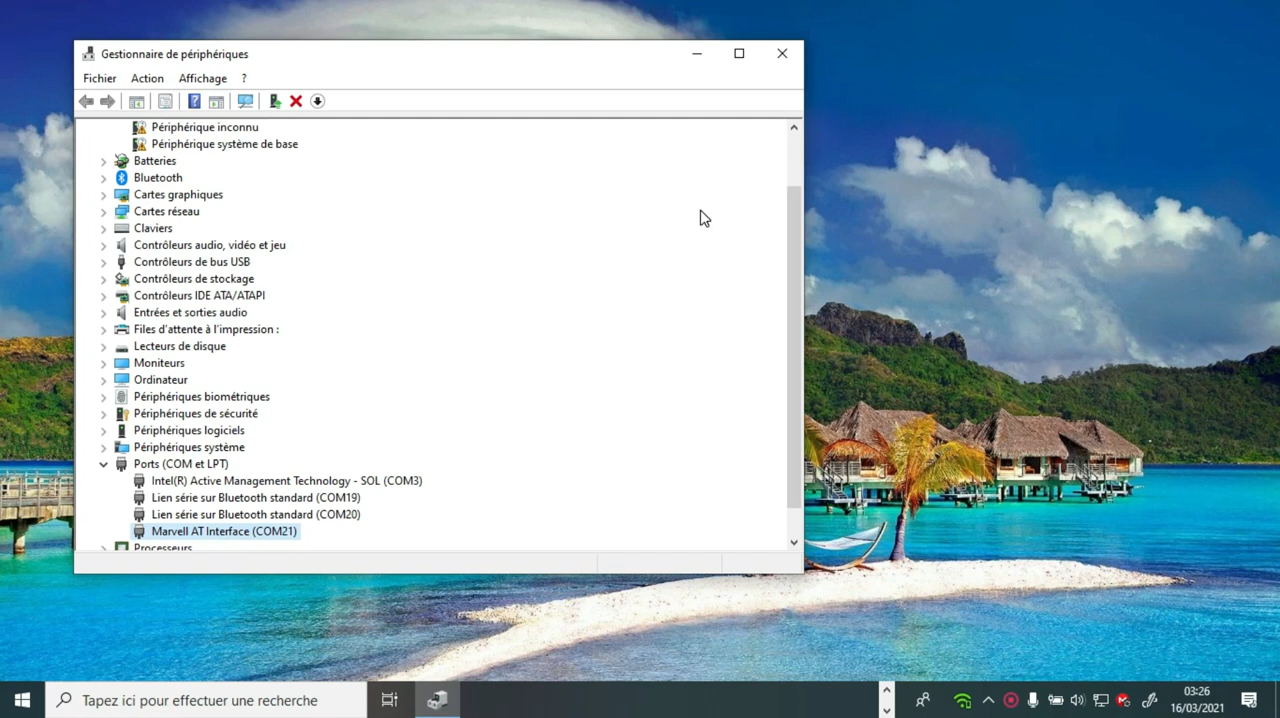 Gestionnaire de périphériques
Fichier Action Affichage ?
Périphérique inconnu
Périphérique système de base
Batteries
Bluetooth
Cartes graphiques
Cartes réseau
Claviers
Contrôleurs audio, vidéo et jeu
Contrôleurs de bus USB
Contrôleurs de stockage
Contrôleurs IDE ATA/ATAPI
Entrées et sorties audio
Files d'attente à l'impression :
Lecteurs de disque
Moniteurs
Ordinateur
Périphériques biométriques
Périphériques de sécurité
Périphériques logiciels
Périphériques système
Ports (COM et LPT)
Intel(R) Active Management Technology - SOL (COM3)
Lien série sur Bluetooth standard (COM19)
Lien série sur Bluetooth standard (COM20)
Marvell AT Interface (COM21)
Processeurs
Tapez ici pour effectuer une recherche
03:26
16/03/2021